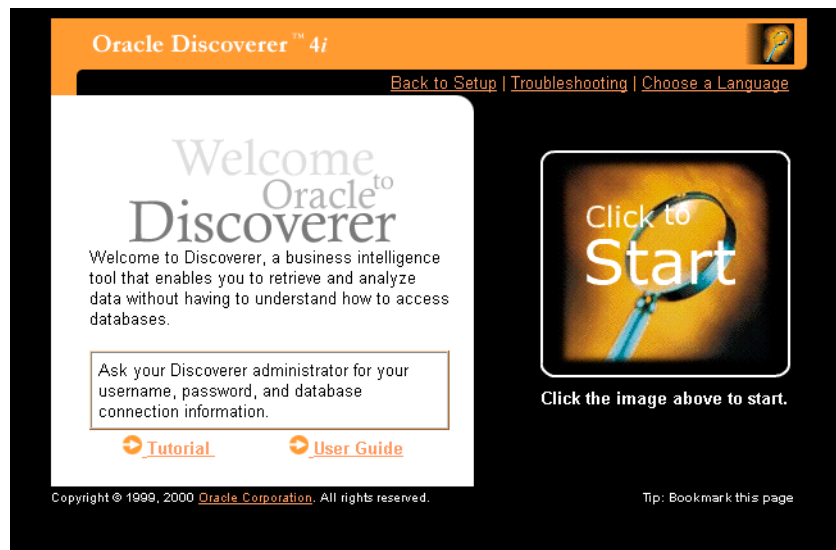 Oracle Discoverer™ 4i
Back to Setup | Troubleshooting | Choose a Language
Welcome
to
Oracle
Discoverer
Welcome to Discoverer, a business intelligence
tool that enables you to retrieve and analyze
data without having to understand how to access
databases.
Ask your Discoverer administrator for your
username, password, and database
connection information.
Tutorial
User Guide
Click to
Start
Click the image above to start.
Copyright © 1999, 2000 Oracle Corporation. All rights reserved.
Tip: Bookmark this page